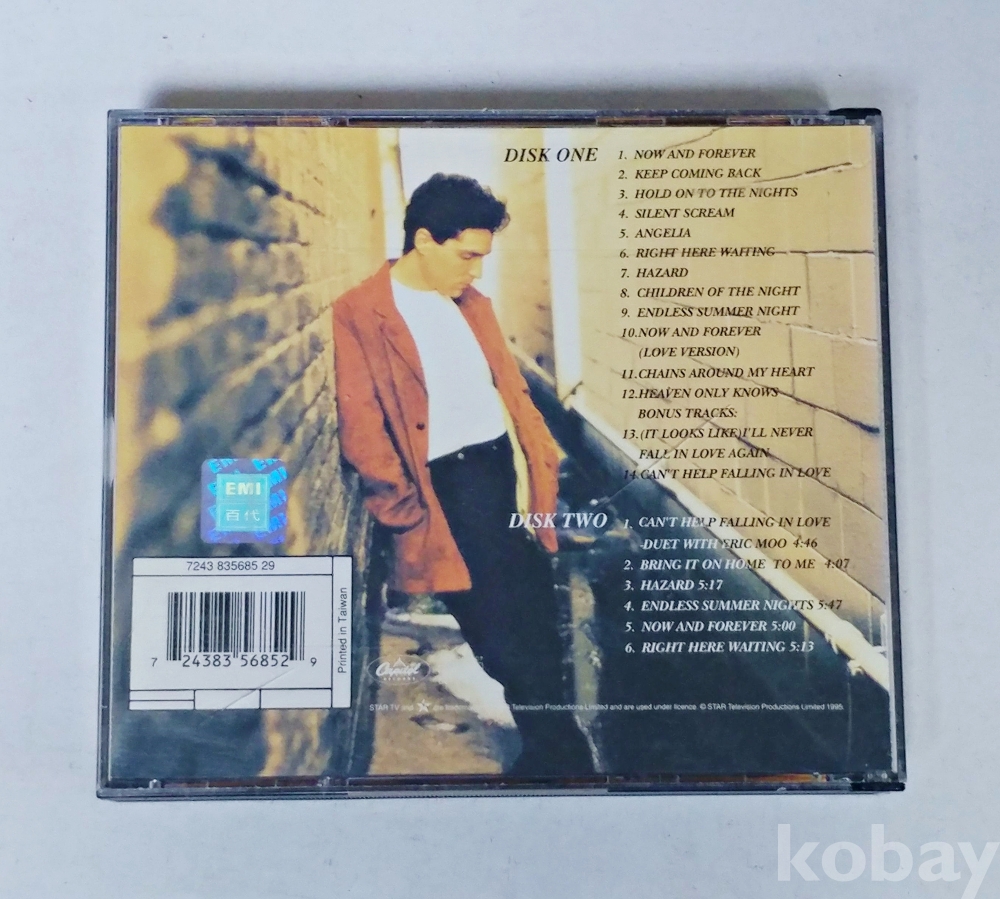 DISK ONE
1. NOW AND FOREVER
2. KEEP COMING BACK
3. HOLD ON TO THE NIGHTS
4. SILENT SCREAM
5. ANGELIA
6. RIGHT HERE WAITING
7. HAZARD
8. CHILDREN OF THE NIGHT
9. ENDLESS SUMMER NIGHT
10.NOW AND FOREVER
(LOVE VERSION)
11.CHAINS AROUND MY HEART
12.HEAVEN ONLY KNOWS
BONUS TRACKS:
13.(IT LOOKS LIKE)I'LL NEVER
FALL IN LOVE AGAIN
14.CAN'T HELP FALLING IN LOVE
DISK TWO
1. CAN'T HELP FALLING IN LOVE
-DUET WITH ERIC MOO 4:46
2. BRING IT ON HOME TO ME 4:07
3. HAZARD 5:17
4. ENDLESS SUMMER NIGHTS 5:47
5. NOW AND FOREVER 5:00
6. RIGHT HERE WAITING 5:13
EMI
百代
7243 835685 29
7 24383 56852 9
Printed in Taiwan
Capitol
RECORDS
STAR TV and are Television Productions Limited and are used under licence. © STAR Television Productions Limited 1995.
kobay